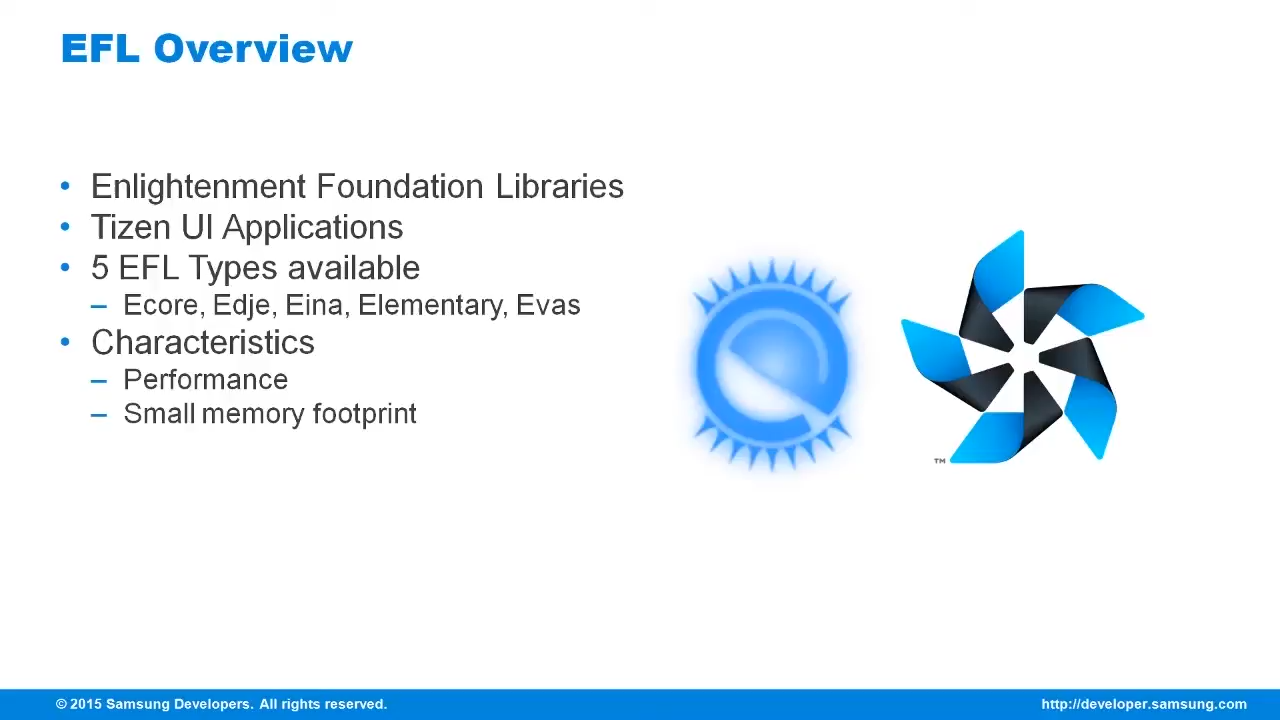 EFL Overview
• Enlightenment Foundation Libraries
• Tizen UI Applications
• 5 EFL Types available
– Ecore, Edje, Eina, Elementary, Evas
• Characteristics
– Performance
– Small memory footprint
TM
© 2015 Samsung Developers. All rights reserved.
http://developer.samsung.com